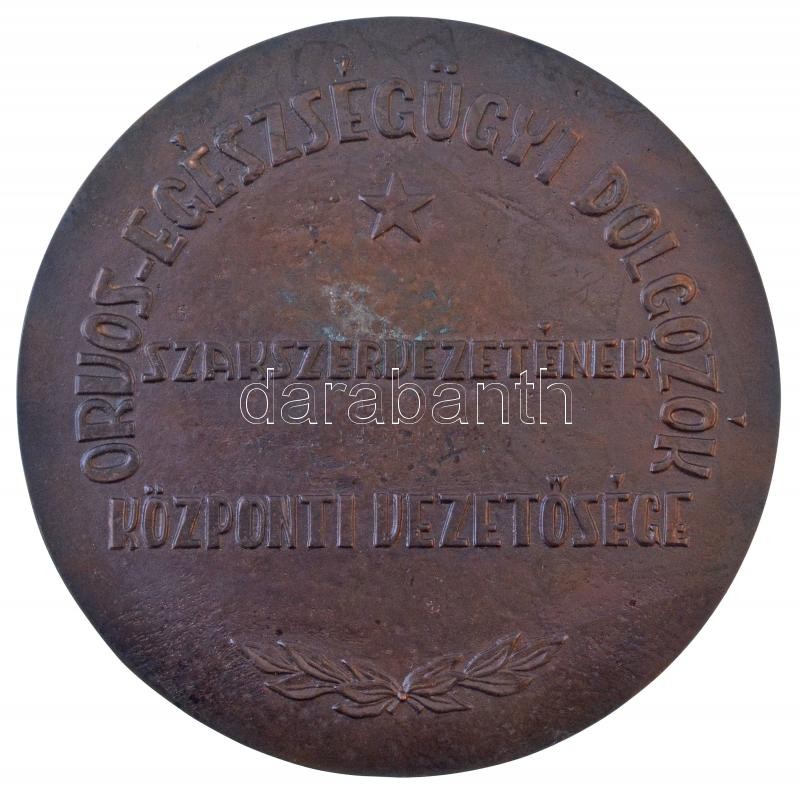 ORVOS-EGÉSZSÉGÜGYI DOLGOZÓK
SZAKSZERVEZETÉNEK
darabanth
KÖZPONTI VEZETŐSÉGE